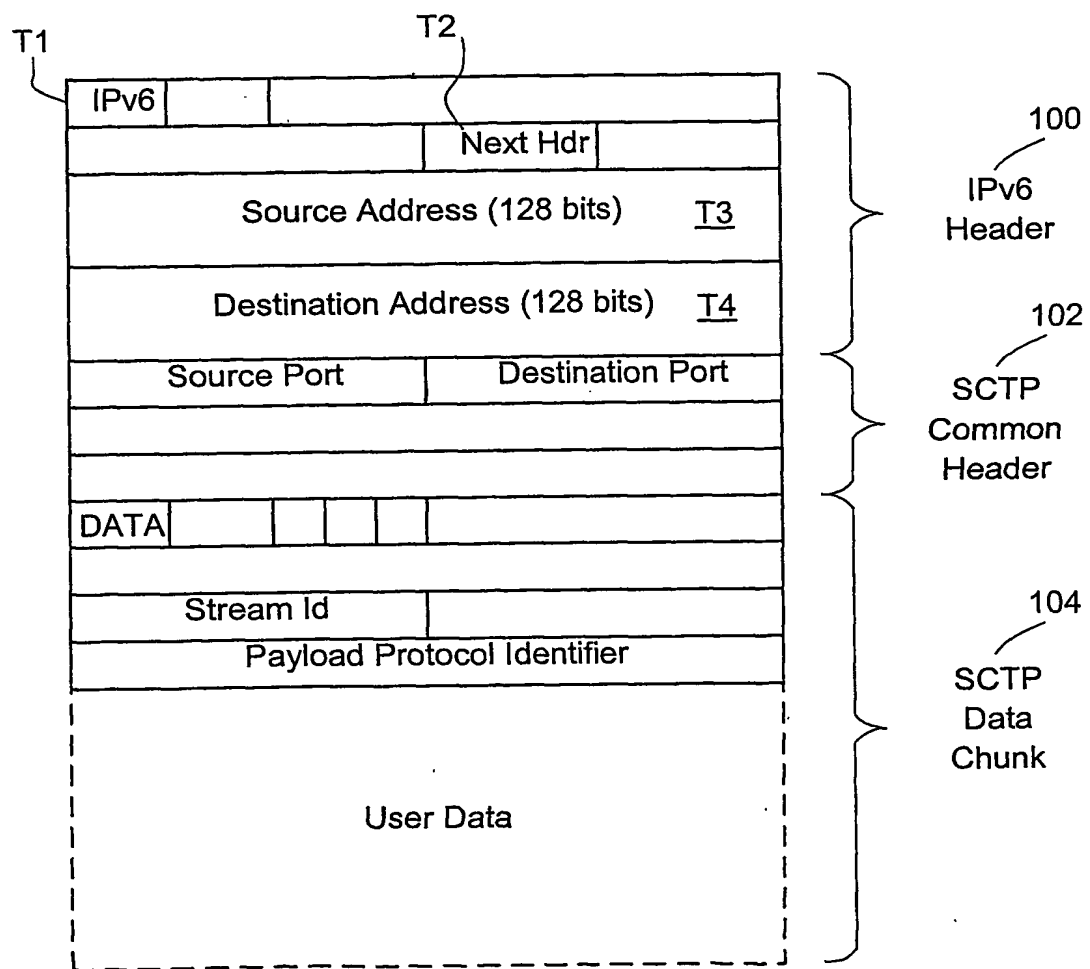 T1
T2
IPv6
Next Hdr
Source Address (128 bits) T3
Destination Address (128 bits) T4
Source Port
Destination Port
DATA
Stream Id
Payload Protocol Identifier
User Data
100
IPv6
Header
102
SCTP
Common
Header
104
SCTP
Data
Chunk